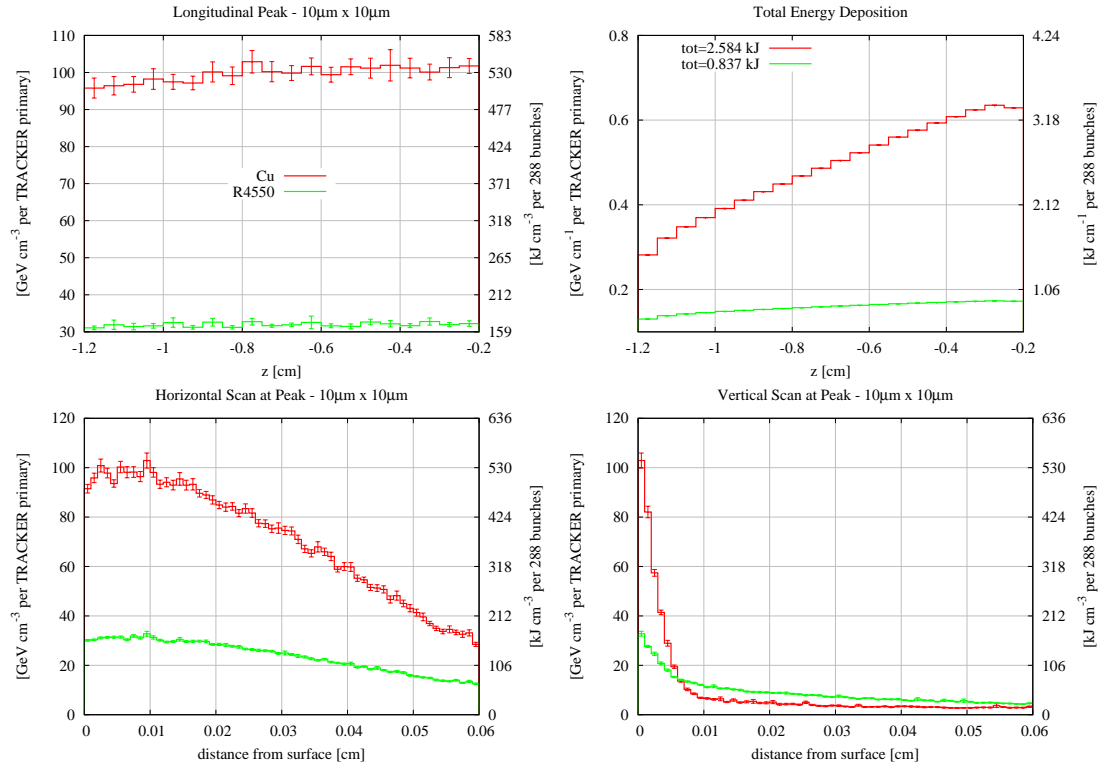 Longitudinal Peak - 10μm x 10μm
[GeV cm⁻³ per TRACKER primary]
110
100
90
80
70
60
50
40
30
583
530
477
424
371
318
265
212
159
[kJ cm⁻³ per 288 bunches]
Cu
R4550
-1.2 -1 -0.8 -0.6 -0.4 -0.2
z [cm]
Total Energy Deposition
[GeV cm⁻¹ per TRACKER primary]
0.8
0.6
0.4
0.2
4.24
3.18
2.12
1.06
[kJ cm⁻¹ per 288 bunches]
tot=2.584 kJ
tot=0.837 kJ
-1.2 -1 -0.8 -0.6 -0.4 -0.2
z [cm]
Horizontal Scan at Peak - 10μm x 10μm
[GeV cm⁻³ per TRACKER primary]
120
100
80
60
40
20
0
636
530
424
318
212
106
0
[kJ cm⁻³ per 288 bunches]
0 0.01 0.02 0.03 0.04 0.05 0.06
distance from surface [cm]
Vertical Scan at Peak - 10μm x 10μm
[GeV cm⁻³ per TRACKER primary]
120
100
80
60
40
20
0
636
530
424
318
212
106
0
[kJ cm⁻³ per 288 bunches]
0 0.01 0.02 0.03 0.04 0.05 0.06
distance from surface [cm]